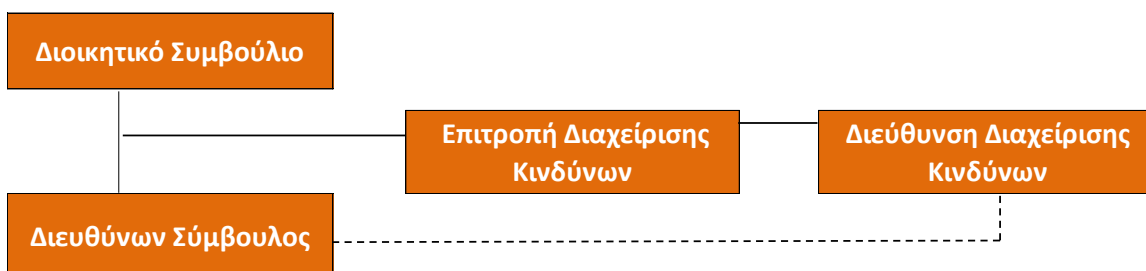 Διοικητικό Συμβούλιο
Επιτροπή Διαχείρισης
Κινδύνων
Διεύθυνση Διαχείρισης
Κινδύνων
Διευθύνων Σύμβουλος